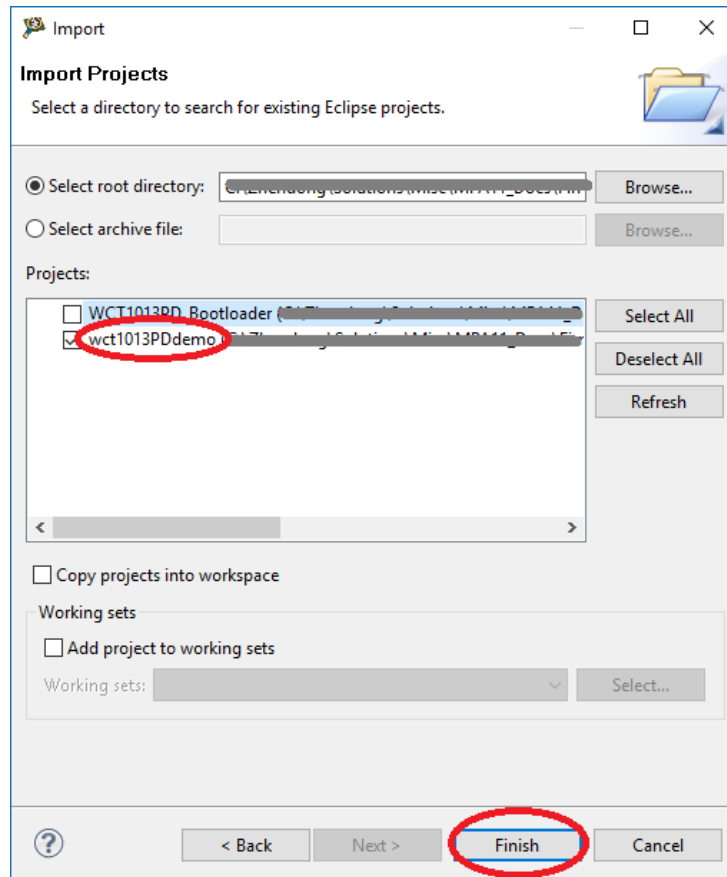 Import
Import Projects
Select a directory to search for existing Eclipse projects.
Select root directory:
Browse...
Select archive file:
Browse...
Projects:
WCT1013PD_Bootloader
wct1013PDdemo
Select All
Deselect All
Refresh
Copy projects into workspace
Working sets
Add project to working sets
Working sets:
Select...
?
< Back
Next >
Finish
Cancel